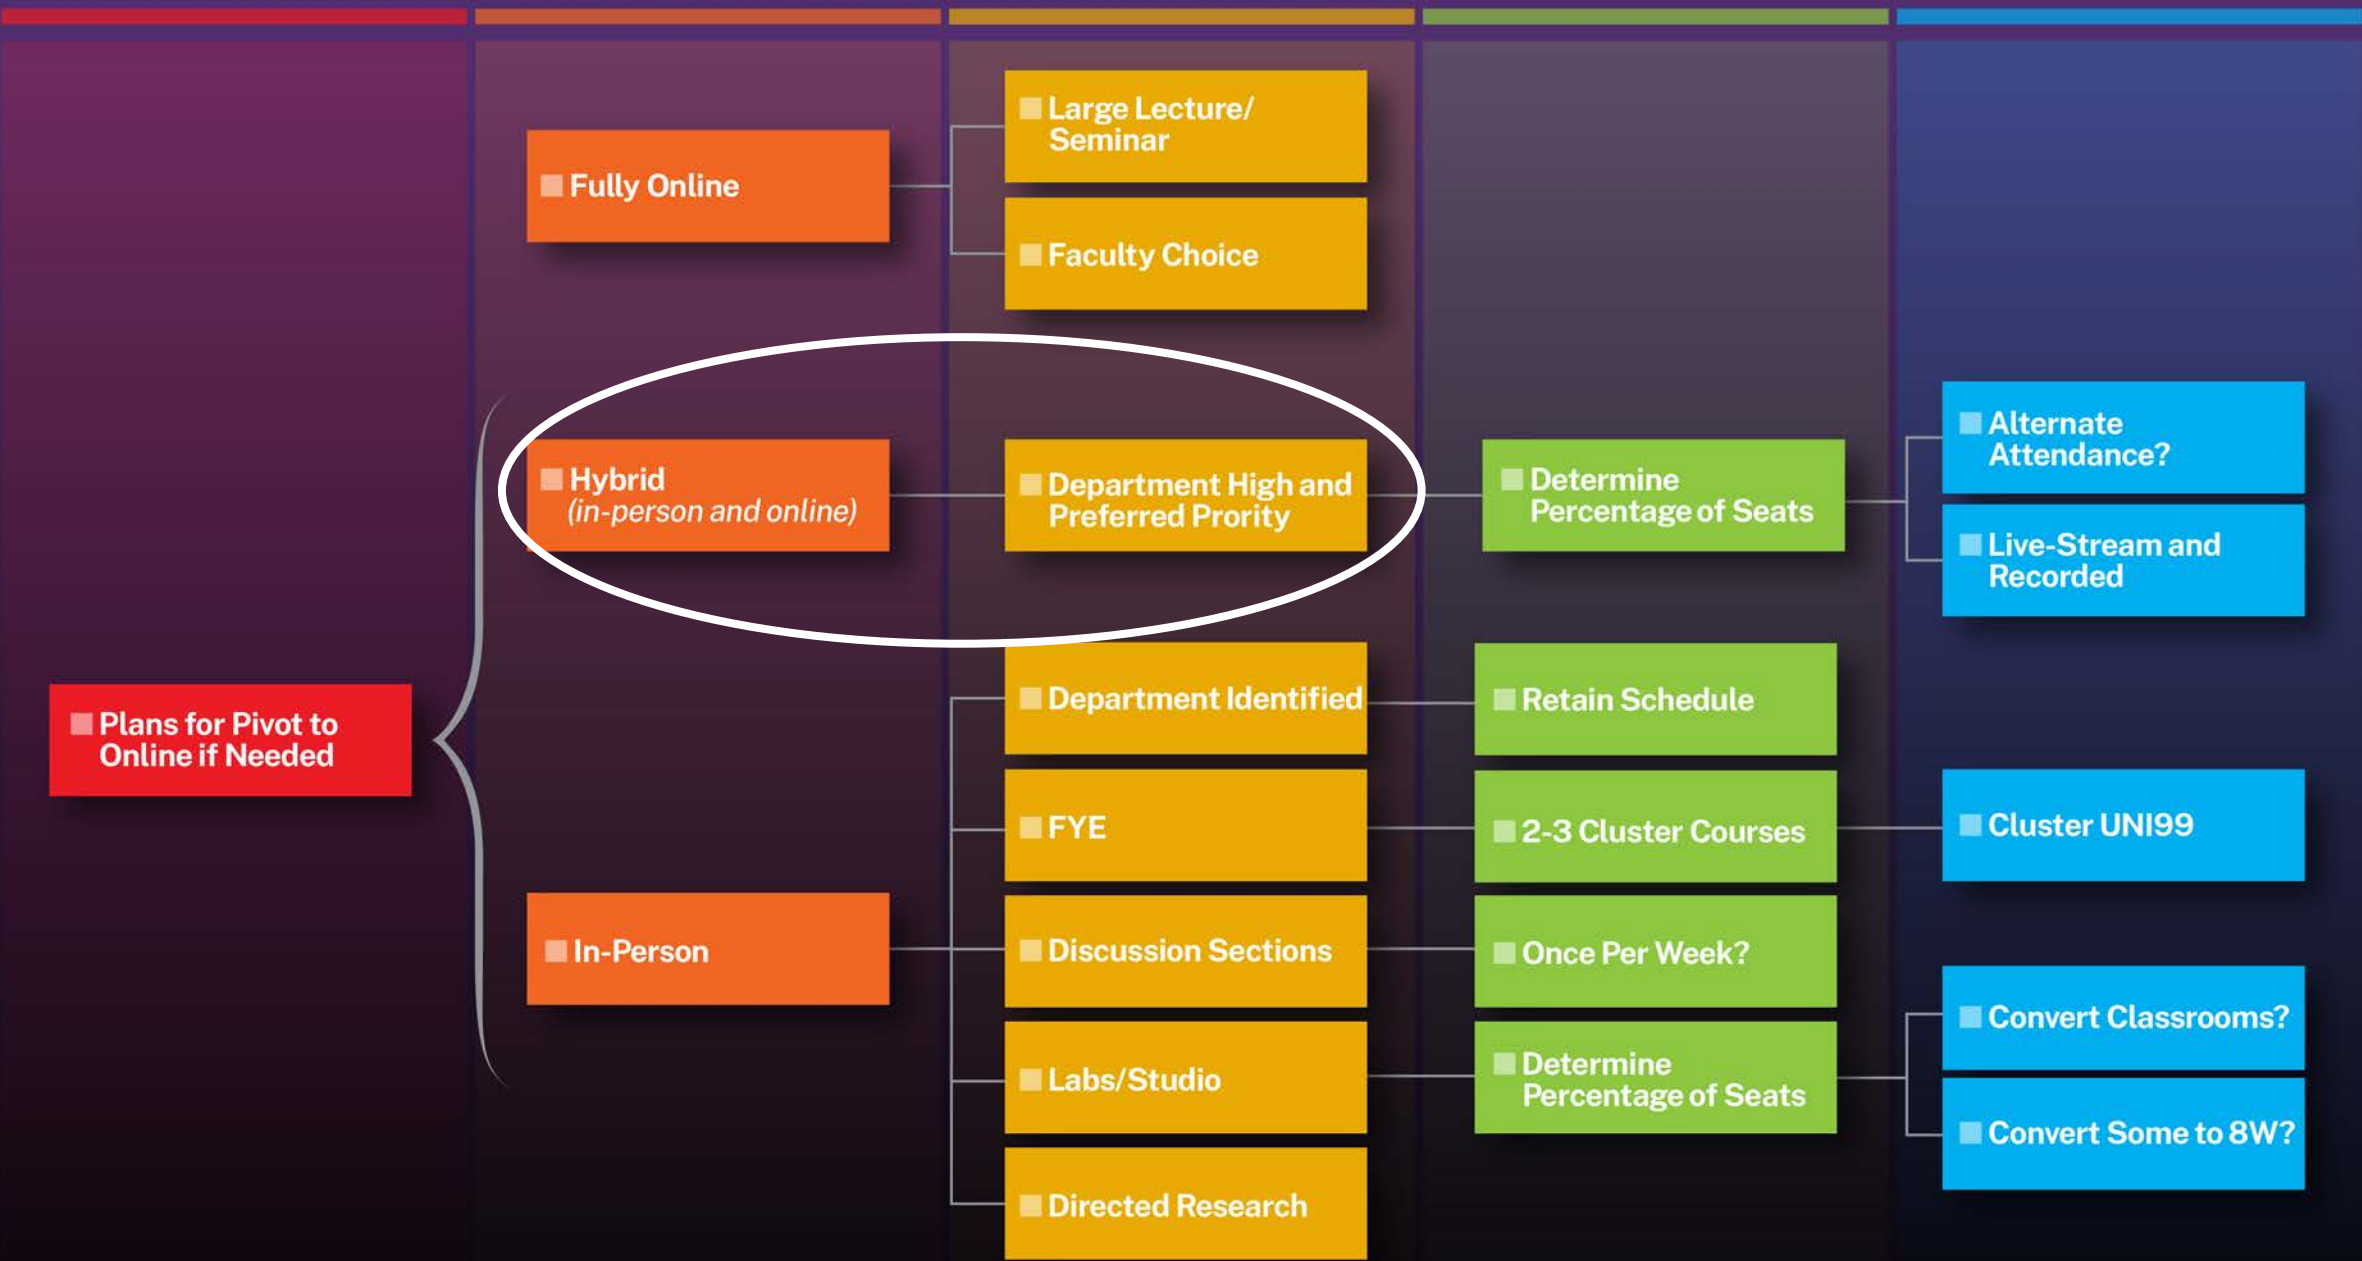 Large Lecture/
Seminar
Fully Online
Faculty Choice
Alternate
Attendance?
Hybrid
(in-person and online)
Department High and
Preferred Prority
Determine
Percentage of Seats
Live-Stream and
Recorded
Plans for Pivot to
Online if Needed
Department Identified
Retain Schedule
FYE
2-3 Cluster Courses
Cluster UNI99
In-Person
Discussion Sections
Once Per Week?
Convert Classrooms?
Labs/Studio
Determine
Percentage of Seats
Convert Some to 8W?
Directed Research